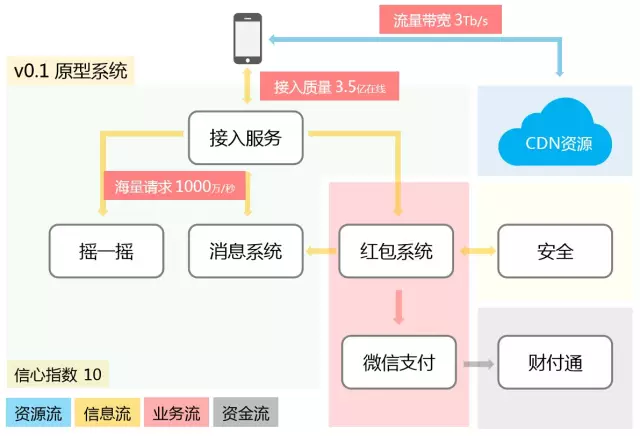 流量带宽 3Tb/s
v0.1 原型系统
接入质量 3.5亿在线
接入服务
CDN资源
海量请求 1000万/秒
摇一摇
消息系统
红包系统
安全
微信支付
财付通
信心指数 10
资源流
信息流
业务流
资金流